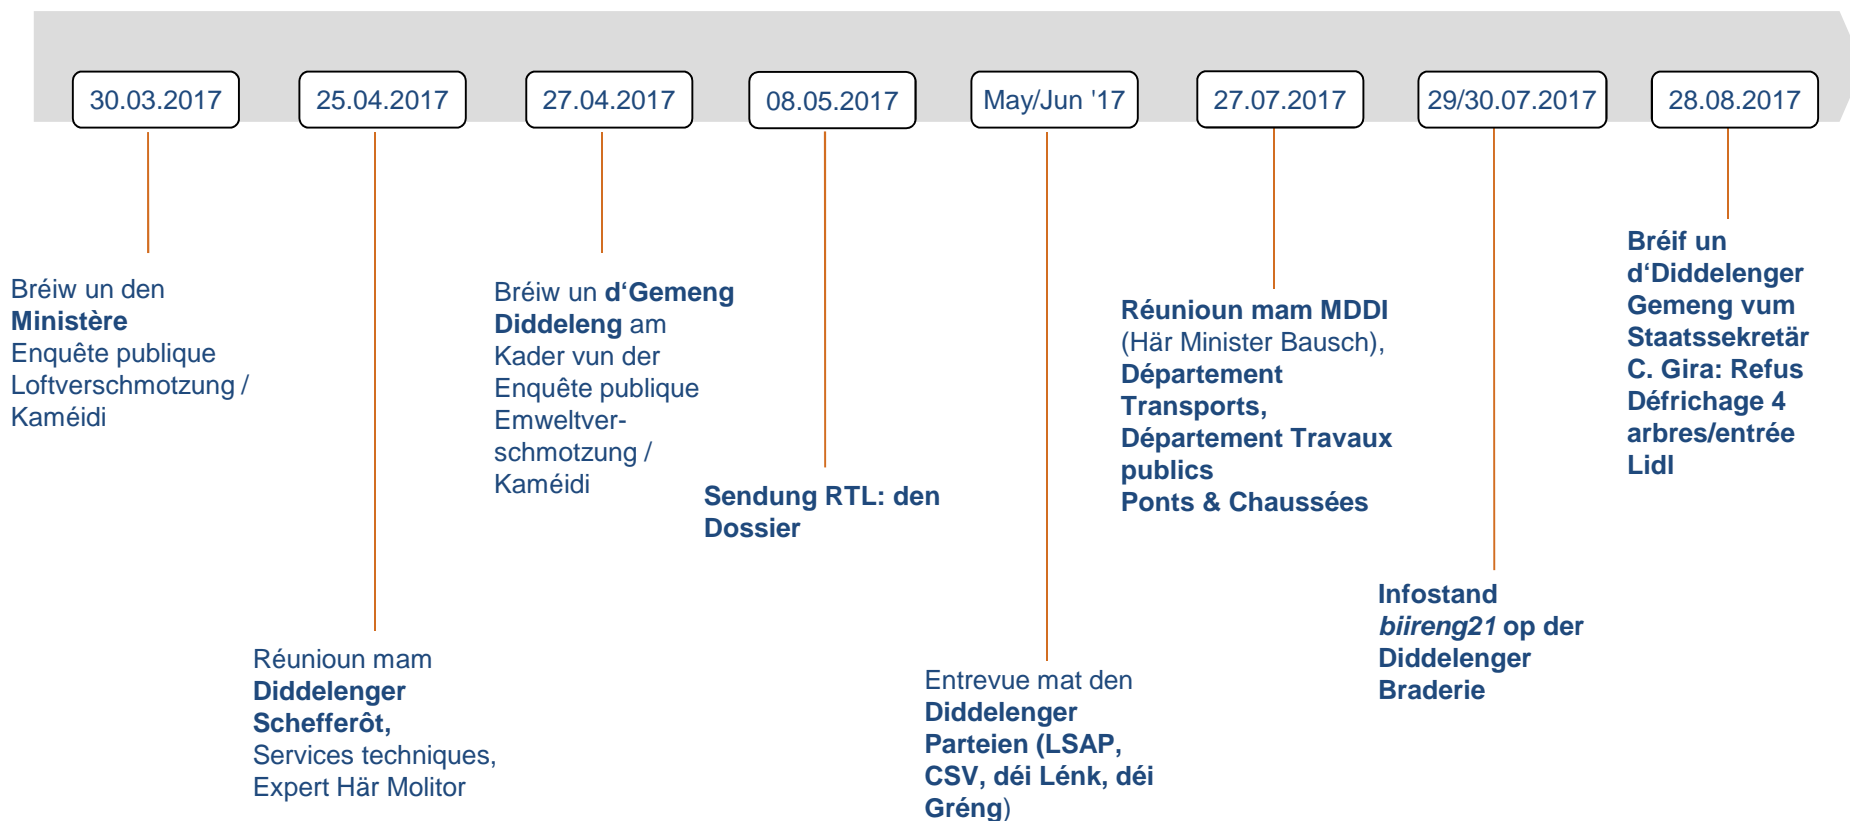 30.03.2017
25.04.2017
27.04.2017
08.05.2017
May/Jun '17
27.07.2017
29/30.07.2017
28.08.2017
Bréiw un den
Ministère
Enquête publique
Loftverschmotzung /
Kaméidi
Réunioun mam
Diddelenger
Schefferôt,
Services techniques,
Expert Här Molitor
Bréiw un d‘Gemeng
Diddeleng am
Kader vun der
Enquête publique
Emweltver-
schmotzung /
Kaméidi
Sendung RTL: den
Dossier
Entrevue mat den
Diddelenger
Parteien (LSAP,
CSV, déi Lénk, déi
Gréng)
Réunioun mam MDDI
(Här Minister Bausch),
Département
Transports,
Département Travaux
publics
Ponts & Chaussées
Infostand
biireng21 op der
Diddelenger
Braderie
Bréif un
d‘Diddelenger
Gemeng vum
Staatssekretär
C. Gira: Refus
Défrichage 4
arbres/entrée
Lidl